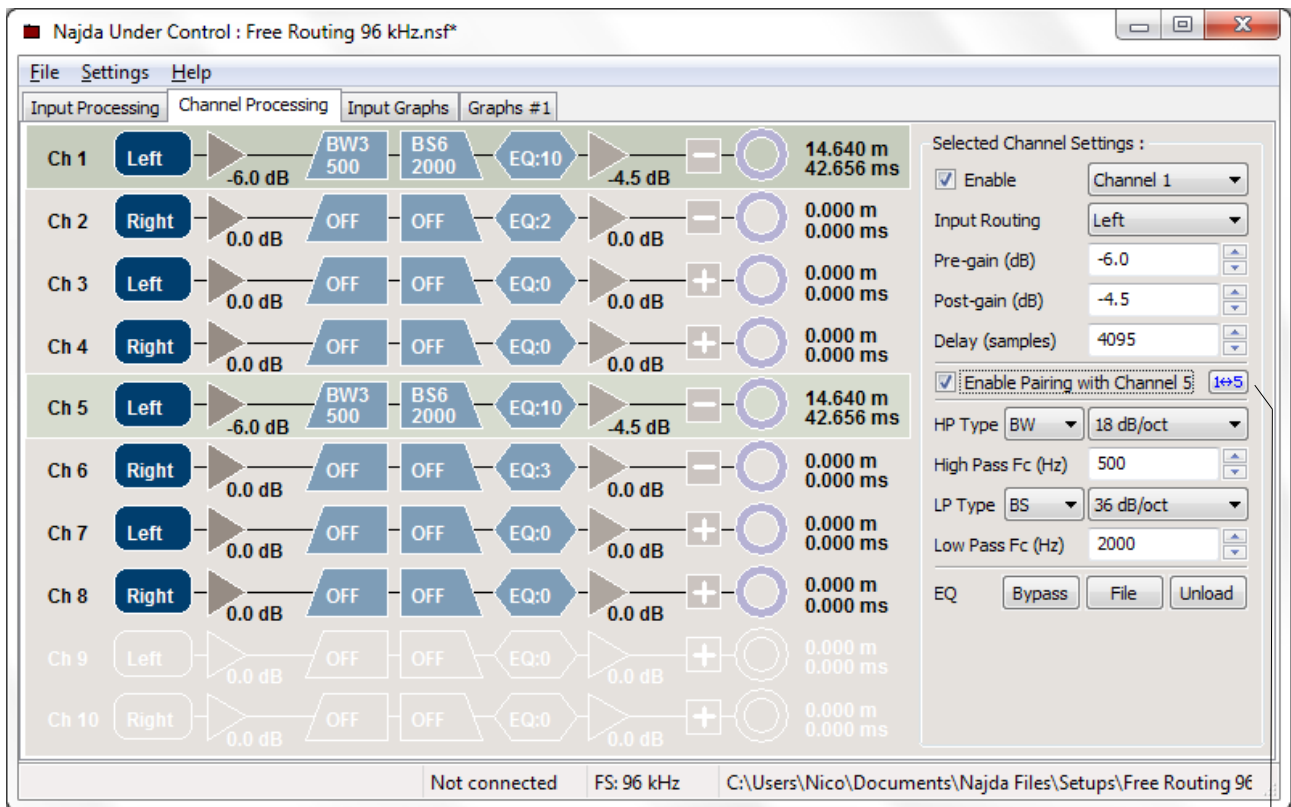 Najda Under Control : Free Routing 96 kHz.nsf*
File Settings Help
Input Processing Channel Processing Input Graphs Graphs #1
Ch 1 Left -6.0 dB BW3 500 BS6 2000 EQ:10 -4.5 dB 14.640 m 42.656 ms
Ch 2 Right 0.0 dB OFF OFF EQ:2 0.0 dB 0.000 m 0.000 ms
Ch 3 Left 0.0 dB OFF OFF EQ:0 0.0 dB 0.000 m 0.000 ms
Ch 4 Right 0.0 dB OFF OFF EQ:0 0.0 dB 0.000 m 0.000 ms
Ch 5 Left -6.0 dB BW3 500 BS6 2000 EQ:10 -4.5 dB 14.640 m 42.656 ms
Ch 6 Right 0.0 dB OFF OFF EQ:3 0.0 dB 0.000 m 0.000 ms
Ch 7 Left 0.0 dB OFF OFF EQ:0 0.0 dB 0.000 m 0.000 ms
Ch 8 Right 0.0 dB OFF OFF EQ:0 0.0 dB 0.000 m 0.000 ms
Ch 9 Left 0.0 dB OFF OFF EQ:0 0.0 dB 0.000 m 0.000 ms
Ch 10 Right 0.0 dB OFF OFF EQ:0 0.0 dB 0.000 m 0.000 ms
Selected Channel Settings :
Enable Channel 1
Input Routing Left
Pre-gain (dB) -6.0
Post-gain (dB) -4.5
Delay (samples) 4095
Enable Pairing with Channel 5 1↔5
HP Type BW 18 dB/oct
High Pass Fc (Hz) 500
LP Type BS 36 dB/oct
Low Pass Fc (Hz) 2000
EQ Bypass File Unload
Not connected FS: 96 kHz C:\Users\Nico\Documents\Najda Files\Setups\Free Routing 96